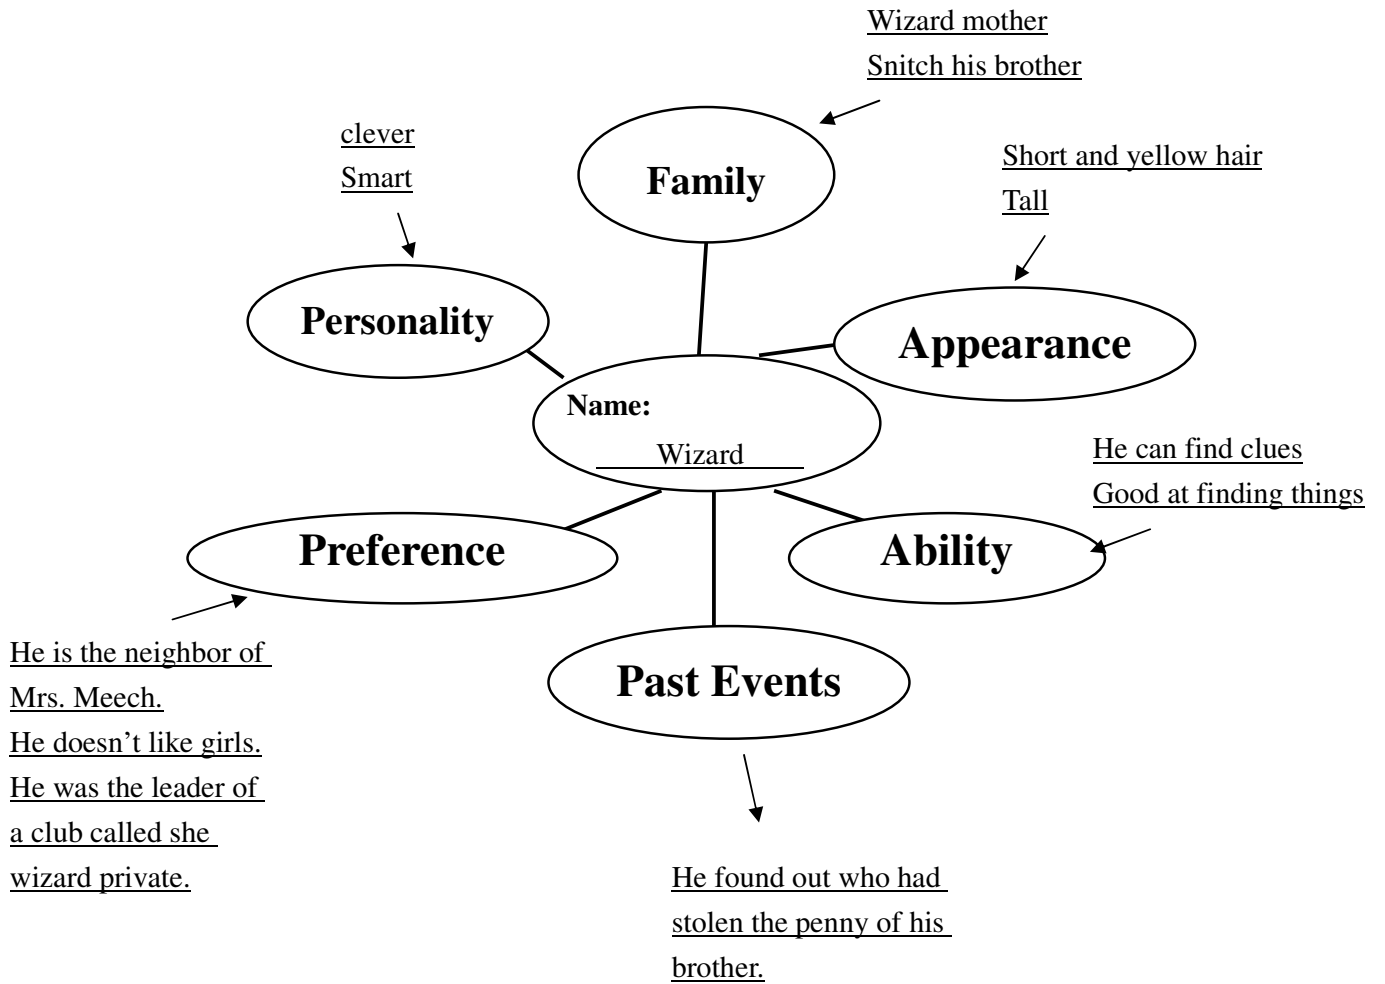 Wizard mother
Snitch his brother
clever
Smart
Family
Short and yellow hair
Tall
Personality
Appearance
Name:
Wizard
He can find clues
Good at finding things
Preference
Ability
He is the neighbor of
Mrs. Meech.
He doesn’t like girls.
He was the leader of
a club called she
wizard private.
Past Events
He found out who had
stolen the penny of his
brother.